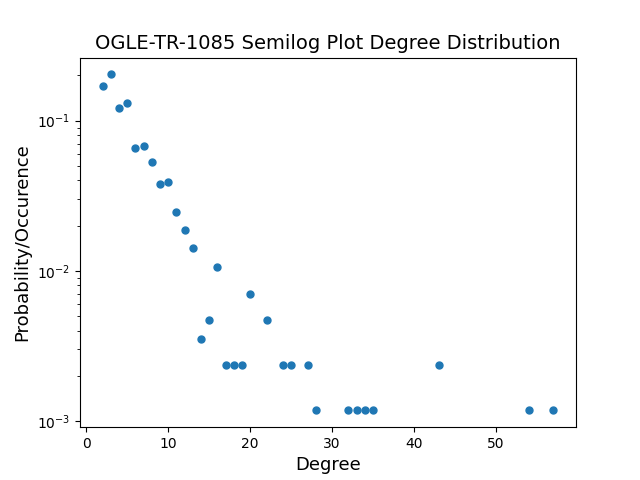 OGLE-TR-1085 Semilog Plot Degree Distribution
Probability/Occurence
10⁻¹
10⁻²
10⁻³
0 10 20 30 40 50
Degree